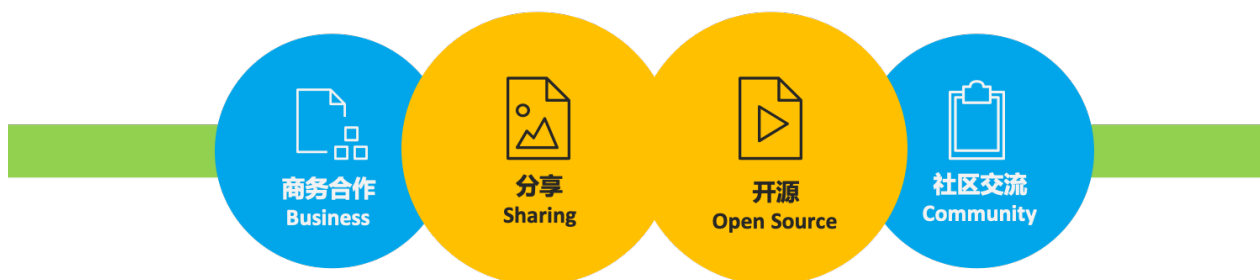 商务合作
Business
分享
Sharing
开源
Open Source
社区交流
Community